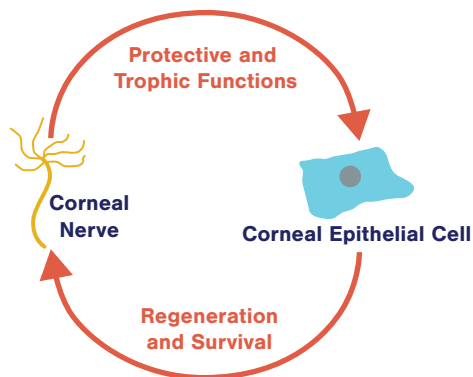 Protective and
Trophic Functions
Corneal
Nerve
Corneal Epithelial Cell
Regeneration
and Survival